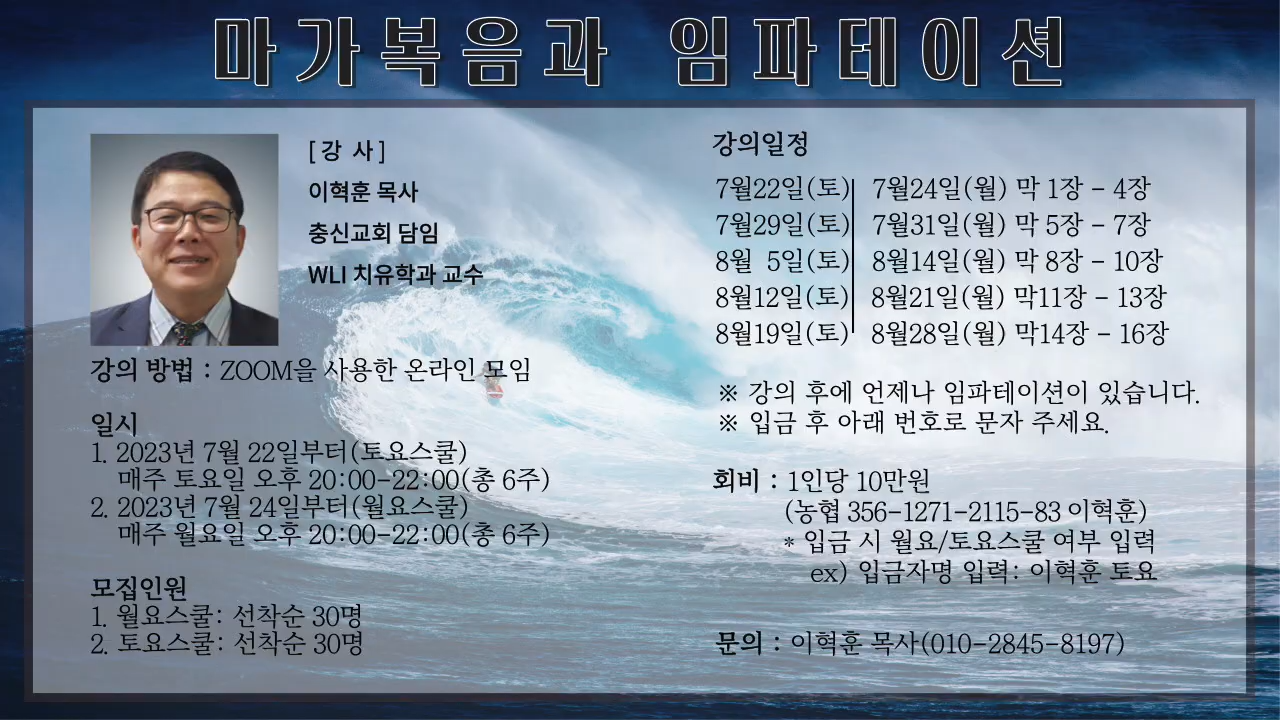 마가복음과 임파테이션
[ 강 사 ]
이혁훈 목사
충신교회 담임
WLI 치유학과 교수
강의 방법 : ZOOM을 사용한 온라인 모임
일시
1. 2023년 7월 22일부터(토요스쿨)
매주 토요일 오후 20:00-22:00(총 6주)
2. 2023년 7월 24일부터(월요스쿨)
매주 월요일 오후 20:00-22:00(총 6주)
모집인원
1. 월요스쿨: 선착순 30명
2. 토요스쿨: 선착순 30명
강의일정
7월22일(토) 7월24일(월) 막 1장 - 4장
7월29일(토) 7월31일(월) 막 5장 - 7장
8월 5일(토) 8월14일(월) 막 8장 - 10장
8월12일(토) 8월21일(월) 막11장 - 13장
8월19일(토) 8월28일(월) 막14장 - 16장
※ 강의 후에 언제나 임파테이션이 있습니다.
※ 입금 후 아래 번호로 문자 주세요.
회비 : 1인당 10만원
(농협 356-1271-2115-83 이혁훈)
* 입금 시 월요/토요스쿨 여부 입력
ex) 입금자명 입력: 이혁훈 토요
문의 : 이혁훈 목사(010-2845-8197)